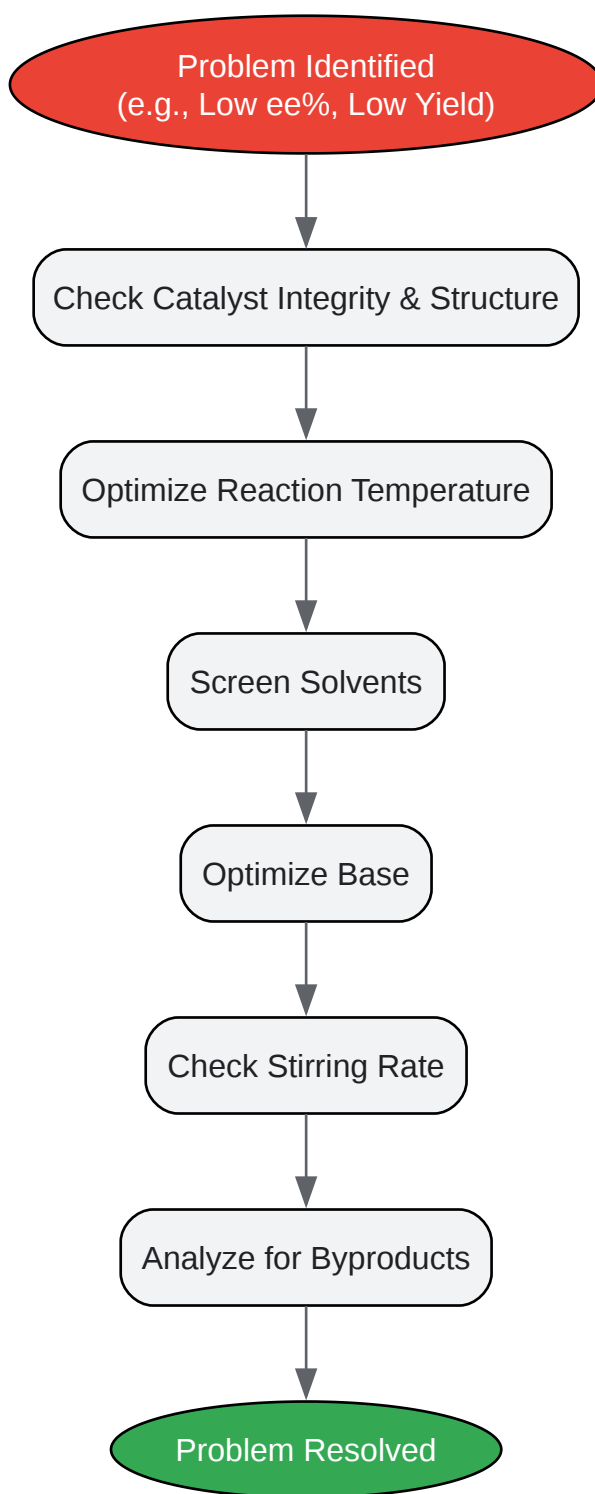 Problem Identified
(e.g., Low ee%, Low Yield)
Check Catalyst Integrity & Structure
Optimize Reaction Temperature
Screen Solvents
Optimize Base
Check Stirring Rate
Analyze for Byproducts
Problem Resolved